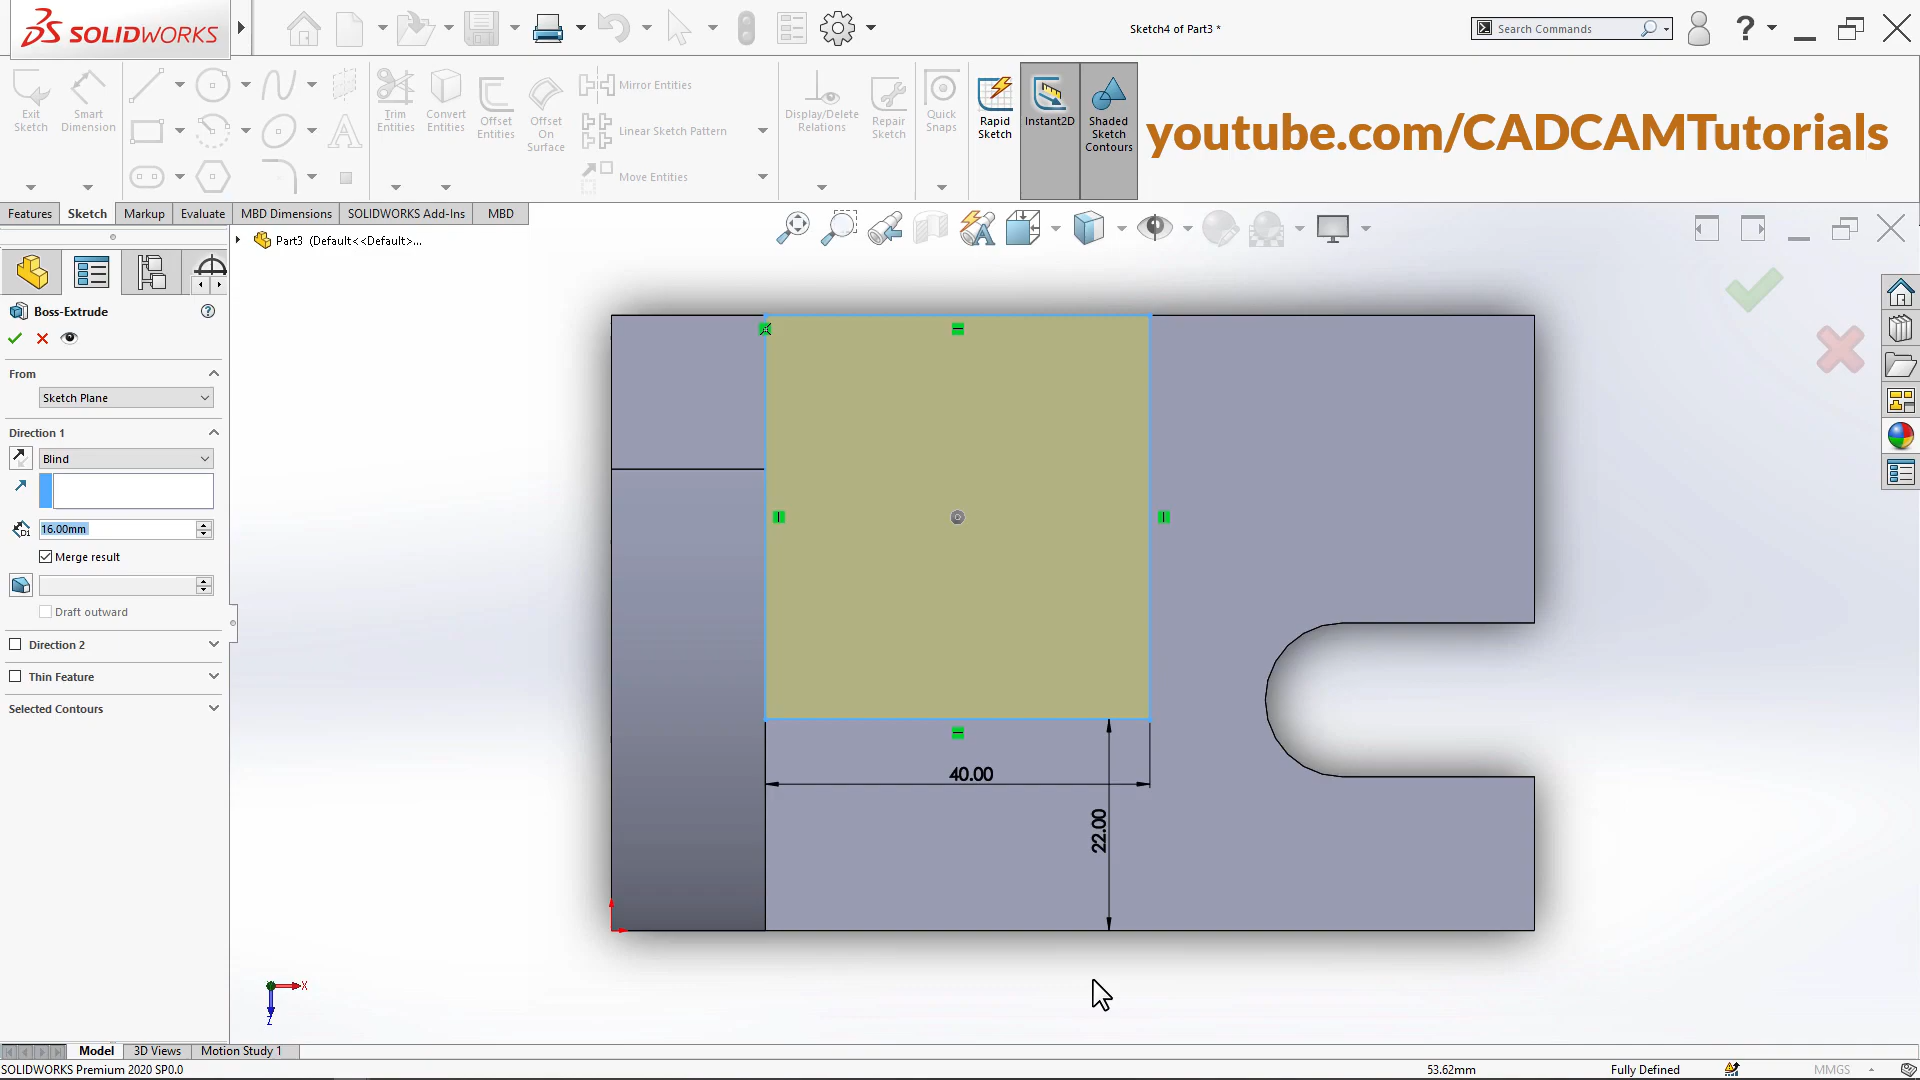 SOLIDWORKS
Sketch4 of Part3 *
Search Commands
?
Exit Sketch
Smart Dimension
Trim Entities
Convert Entities
Offset Entities
Offset On Surface
Mirror Entities
Linear Sketch Pattern
Move Entities
Display/Delete Relations
Repair Sketch
Quick Snaps
Rapid Sketch
Instant2D
Shaded Sketch Contours
youtube.com/CADCAMTutorials
Features
Sketch
Markup
Evaluate
MBD Dimensions
SOLIDWORKS Add-Ins
MBD
Part3 (Default<<Default>...
Boss-Extrude
From
Sketch Plane
Direction 1
Blind
D1
16.00mm
Merge result
Draft outward
Direction 2
Thin Feature
Selected Contours
40.00
22.00
X
Z
Model
3D Views
Motion Study 1
SOLIDWORKS Premium 2020 SP0.0
53.62mm
Fully Defined
MMGS